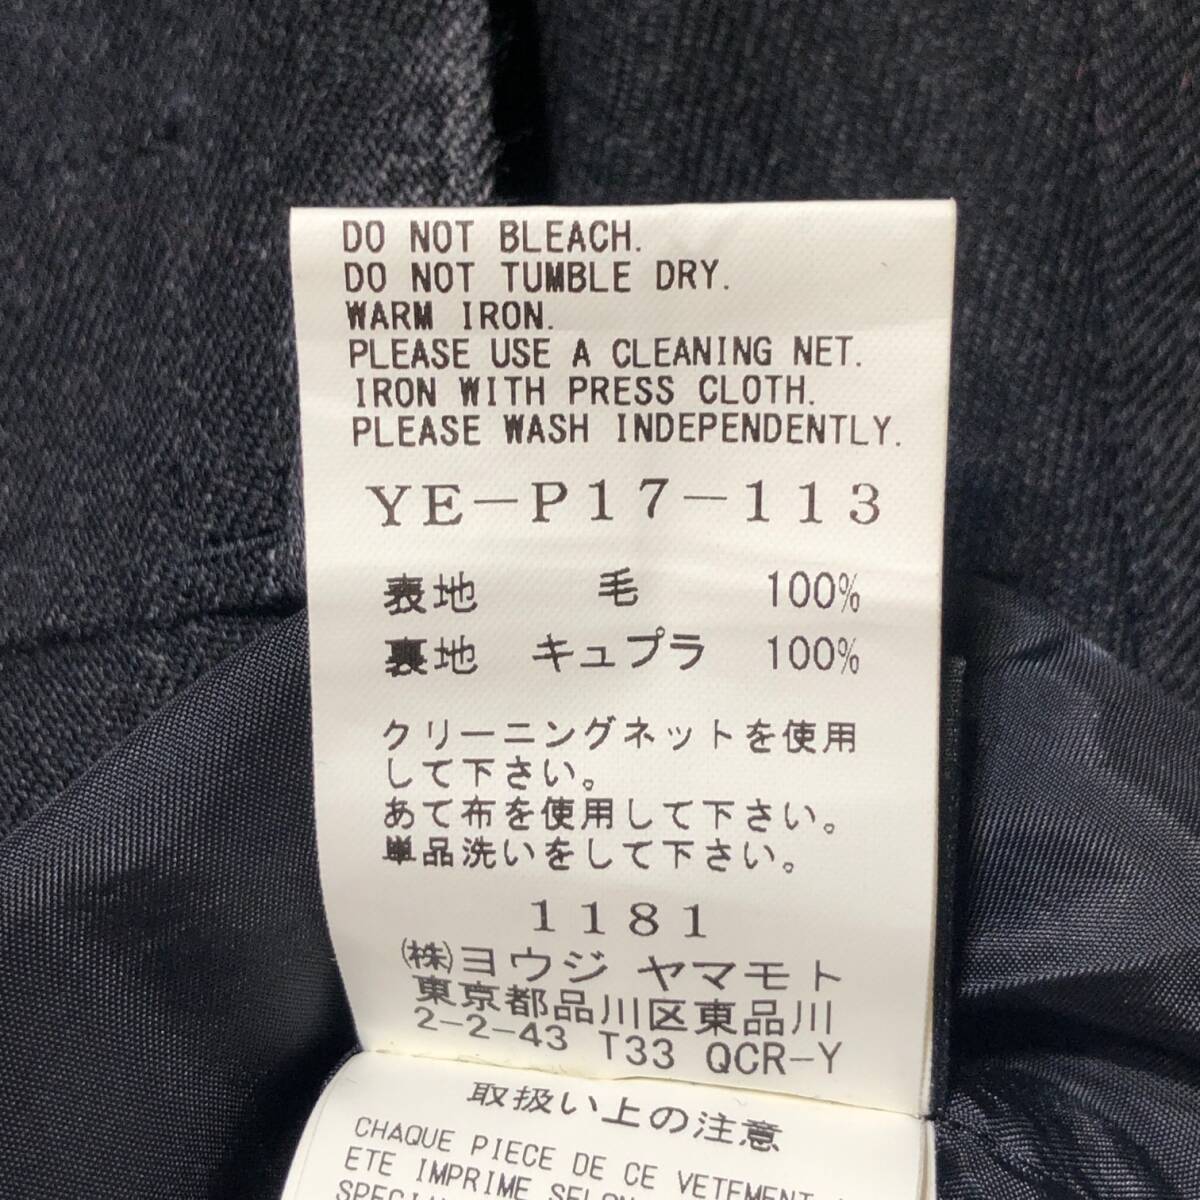 DO NOT BLEACH.
DO NOT TUMBLE DRY.
WARM IRON.
PLEASE USE A CLEANING NET.
IRON WITH PRESS CLOTH.
PLEASE WASH INDEPENDENTLY.
YE-P17-113
表地 毛 100%
裏地 キュプラ 100%
クリーニングネットを使用
して下さい。
あて布を使用して下さい。
単品洗いをして下さい。
1181
(株)ヨウジ ヤマモト
東京都品川区東品川
2-2-43 T33 QCR-Y
取扱い上の注意
CHAQUE PIECE DE CE VETEMENT
ETE IMPRIME SELON